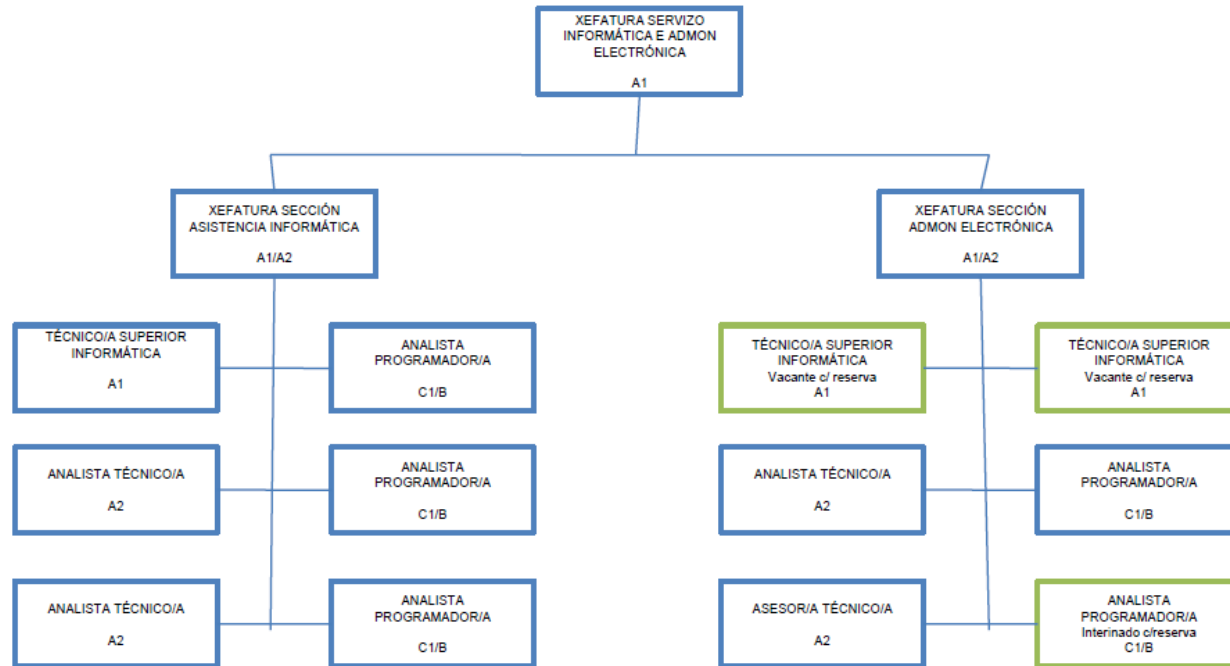 XEFATURA SERVIZO
INFORMÁTICA E ADMON
ELECTRÓNICA
A1
XEFATURA SECCIÓN
ASISTENCIA INFORMÁTICA
A1/A2
XEFATURA SECCIÓN
ADMON ELECTRÓNICA
A1/A2
TÉCNICO/A SUPERIOR
INFORMÁTICA
A1
ANALISTA
PROGRAMADOR/A
C1/B
TÉCNICO/A SUPERIOR
INFORMÁTICA
Vacante c/ reserva
A1
TÉCNICO/A SUPERIOR
INFORMÁTICA
Vacante c/ reserva
A1
ANALISTA TÉCNICO/A
A2
ANALISTA
PROGRAMADOR/A
C1/B
ANALISTA TÉCNICO/A
A2
ANALISTA
PROGRAMADOR/A
C1/B
ANALISTA TÉCNICO/A
A2
ANALISTA
PROGRAMADOR/A
C1/B
ASESOR/A TÉCNICO/A
A2
ANALISTA
PROGRAMADOR/A
Interinado c/reserva
C1/B